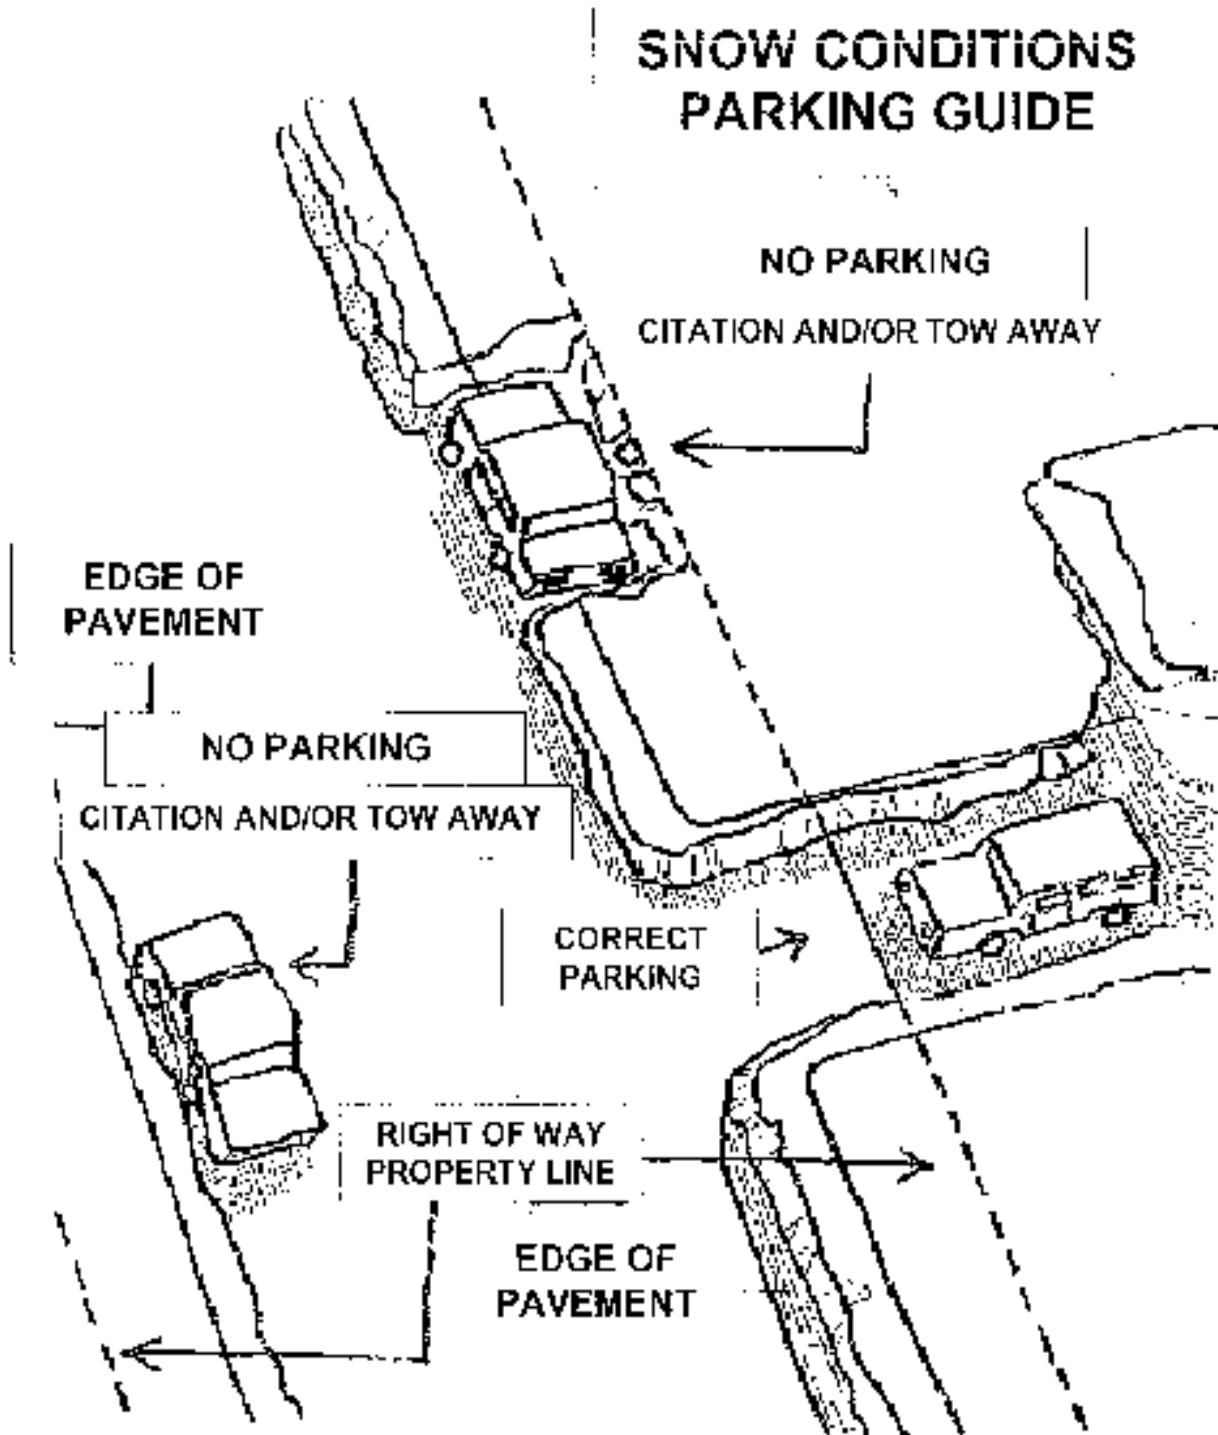 SNOW CONDITIONS
PARKING GUIDE
NO PARKING
CITATION AND/OR TOW AWAY
EDGE OF
PAVEMENT
NO PARKING
CITATION AND/OR TOW AWAY
CORRECT
PARKING
RIGHT OF WAY
PROPERTY LINE
EDGE OF
PAVEMENT